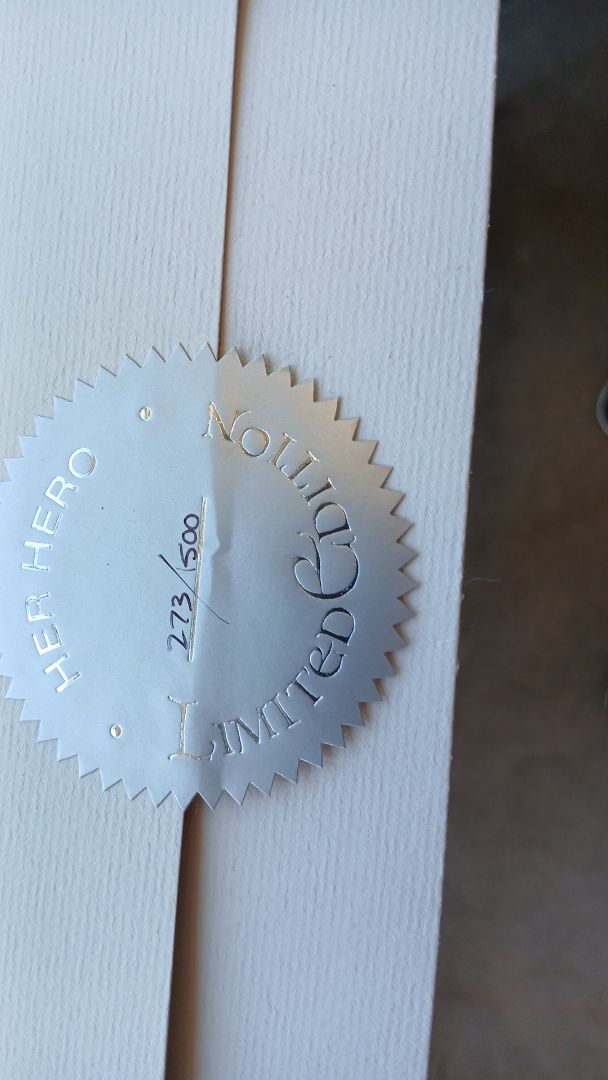 LIMITED EDITION
273/500
HER HERO